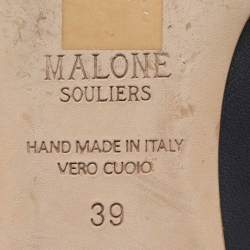 MALONE
SOULIERS
HAND MADE IN ITALY
VERO CUOIO
39